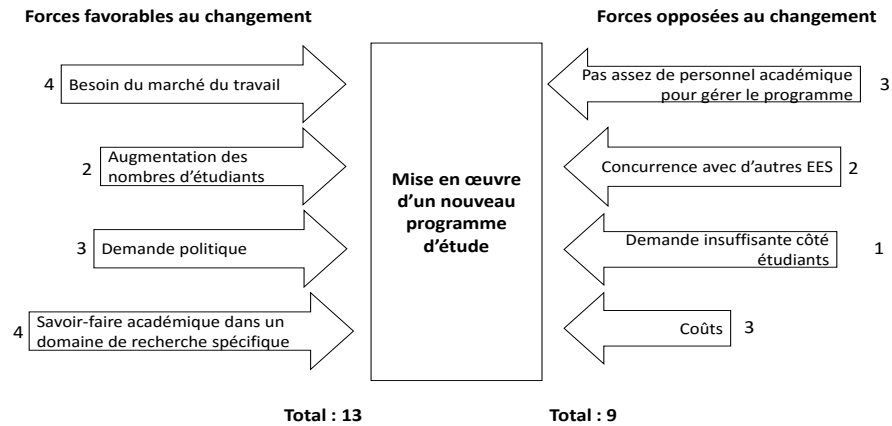 Forces favorables au changement
Forces opposées au changement
4
Besoin du marché du travail
2
Augmentation des
nombres d'étudiants
3
Demande politique
4
Savoir-faire académique dans un
domaine de recherche spécifique
Mise en œuvre
d'un nouveau
programme
d'étude
Pas assez de personnel académique
pour gérer le programme
3
Concurrence avec d'autres EES
2
Demande insuffisante côté
étudiants
1
Coûts
3
Total : 13
Total : 9